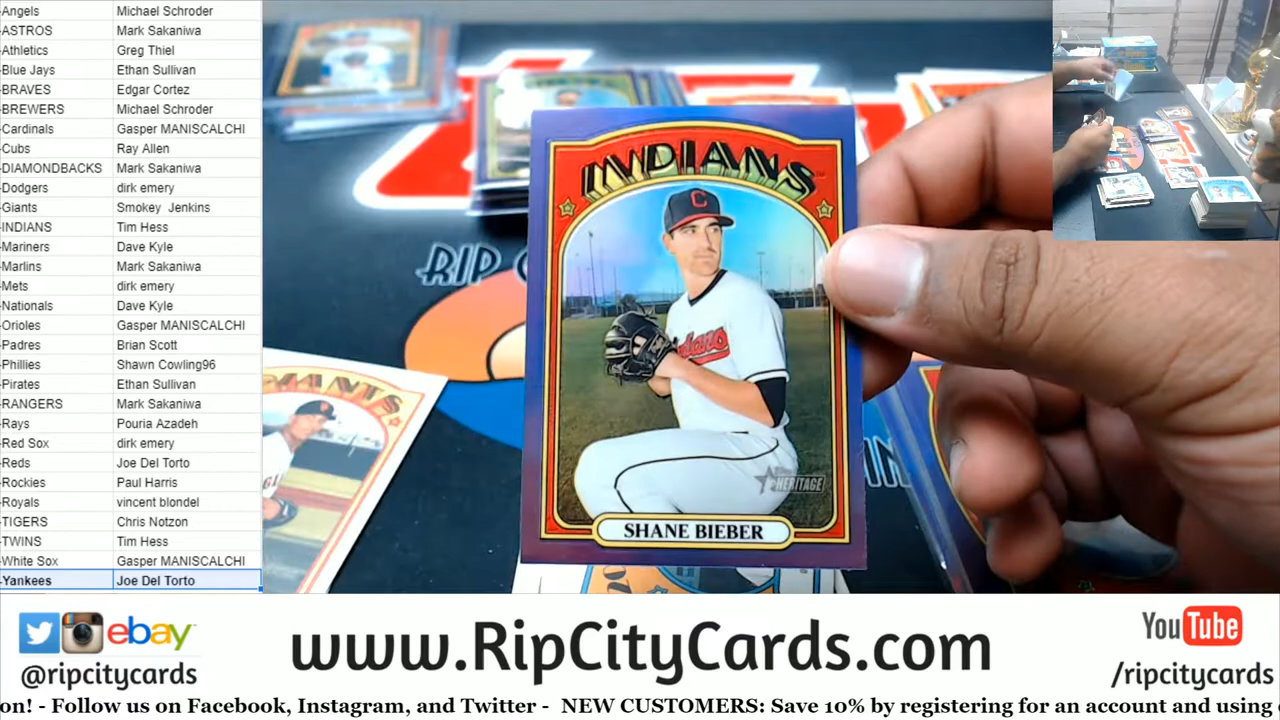 -Angels Michael Schroder
-ASTROS Mark Sakaniwa
-Athletics Greg Thiel
-Blue Jays Ethan Sullivan
-BRAVES Edgar Cortez
-BREWERS Michael Schroder
-Cardinals Gasper MANISCALCHI
-Cubs Ray Allen
-DIAMONDBACKS Mark Sakaniwa
-Dodgers dirk emery
-Giants Smokey Jenkins
-INDIANS Tim Hess
-Mariners Dave Kyle
-Marlins Mark Sakaniwa
-Mets dirk emery
-Nationals Dave Kyle
-Orioles Gasper MANISCALCHI
-Padres Brian Scott
-Phillies Shawn Cowling96
-Pirates Ethan Sullivan
-RANGERS Mark Sakaniwa
-Rays Pouria Azadeh
-Red Sox dirk emery
-Reds Joe Del Torto
-Rockies Paul Harris
-Royals vincent blondel
-TIGERS Chris Notzon
-TWINS Tim Hess
-White Sox Gasper MANISCALCHI
-Yankees Joe Del Torto
INDIANS
C
Indians
TOPPS HERITAGE
SHANE BIEBER
RIP
GIANTS
ebay
@ripcitycards
www.RipCityCards.com
YouTube
/ripcitycards
on! - Follow us on Facebook, Instagram, and Twitter - NEW CUSTOMERS: Save 10% by registering for an account and using